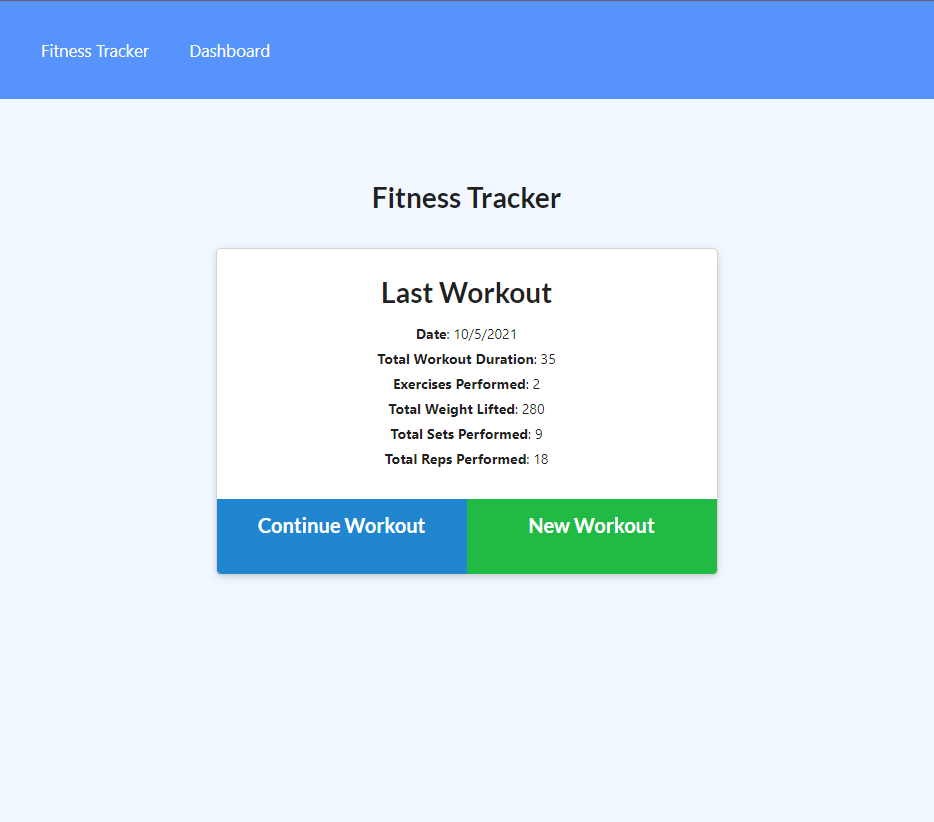 Fitness Tracker Dashboard
Fitness Tracker
Last Workout
Date: 10/5/2021
Total Workout Duration: 35
Exercises Performed: 2
Total Weight Lifted: 280
Total Sets Performed: 9
Total Reps Performed: 18
Continue Workout New Workout